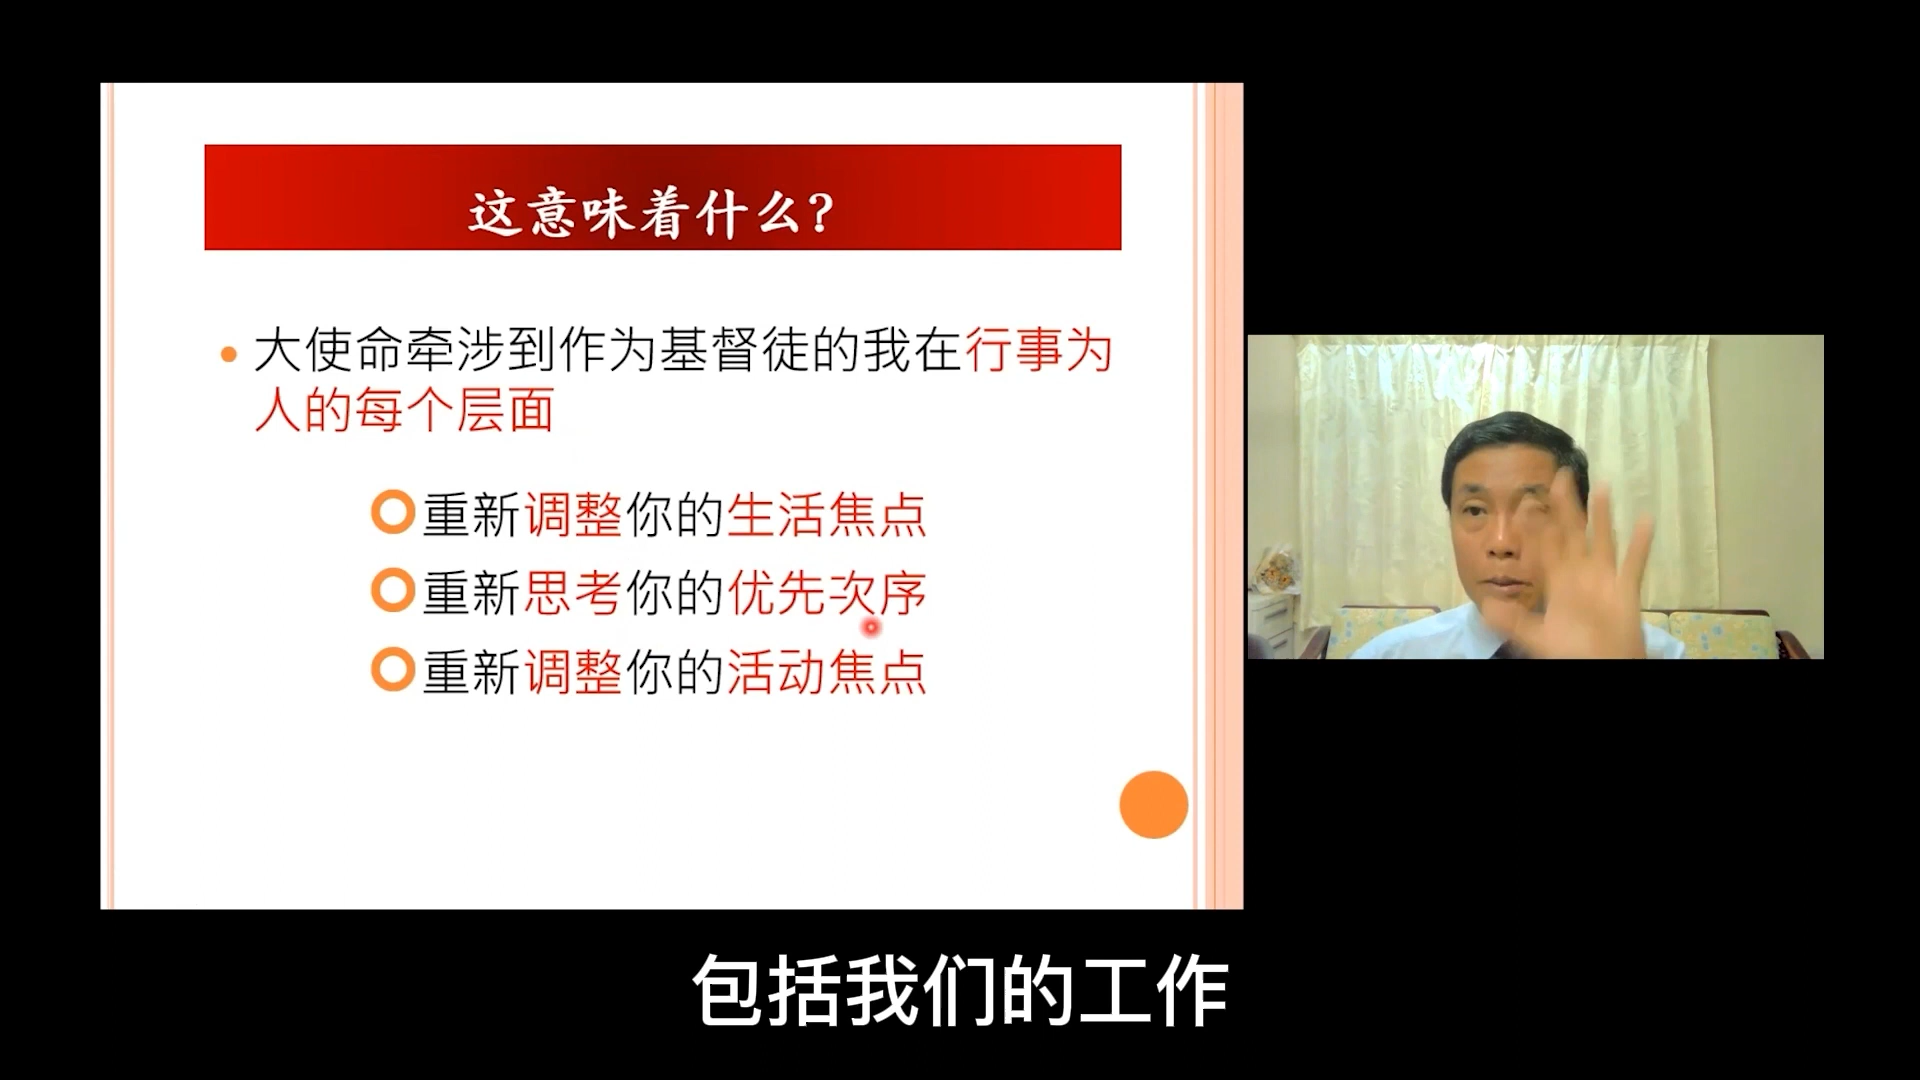 这意味着什么?
大使命牵涉到作为基督徒的我在行事为
人的每个层面
重新调整你的生活焦点
重新思考你的优先次序
重新调整你的活动焦点
包括我们的工作